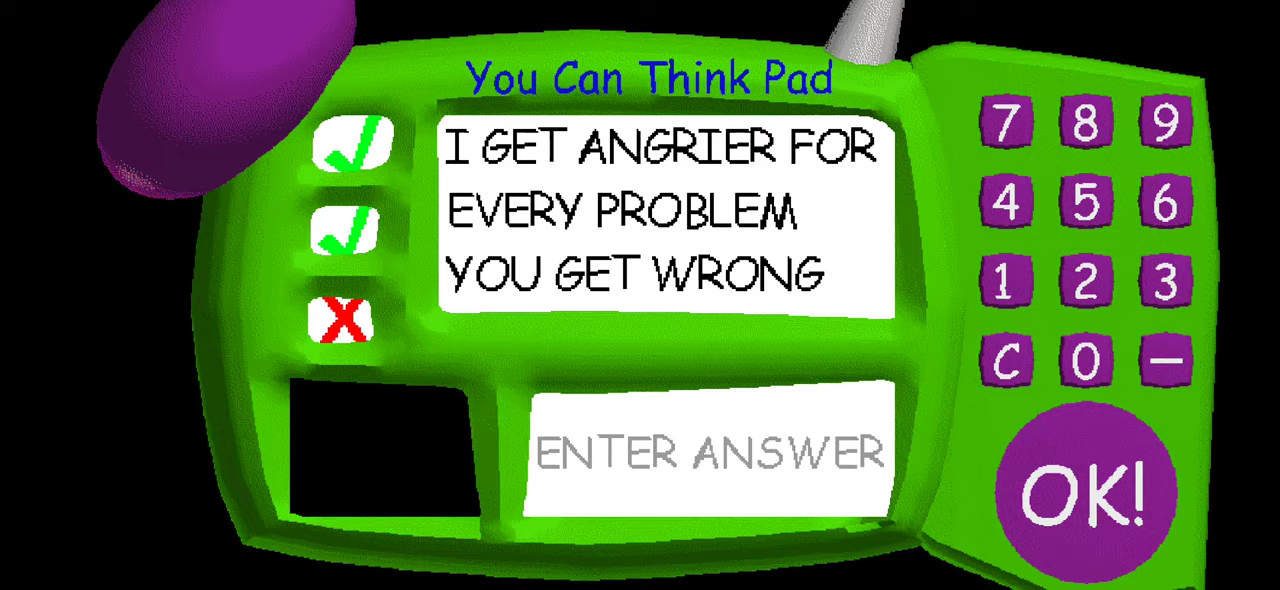 You Can Think Pad
I GET ANGRIER FOR
EVERY PROBLEM
YOU GET WRONG
ENTER ANSWER
7 8 9
4 5 6
1 2 3
C 0 —
OK!